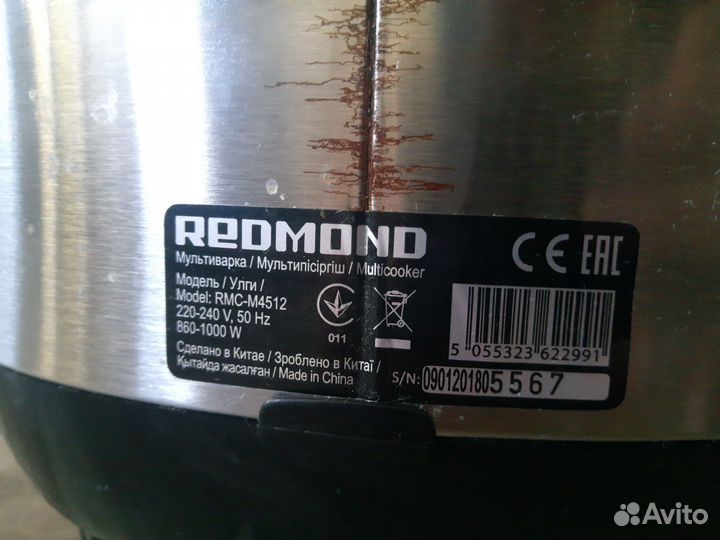 REDMOND
Мультиварка / Мультипісіргіш / Multicooker
Модель / Улги /
Model: RMC-M4512
220-240 V, 50 Hz
860-1000 W
011
CE EAC
5 055323 622991
Сделано в Китае / Зроблено в Китаї /
Қытайда жасалған / Made in China
S/N: 0901201805567
Avito